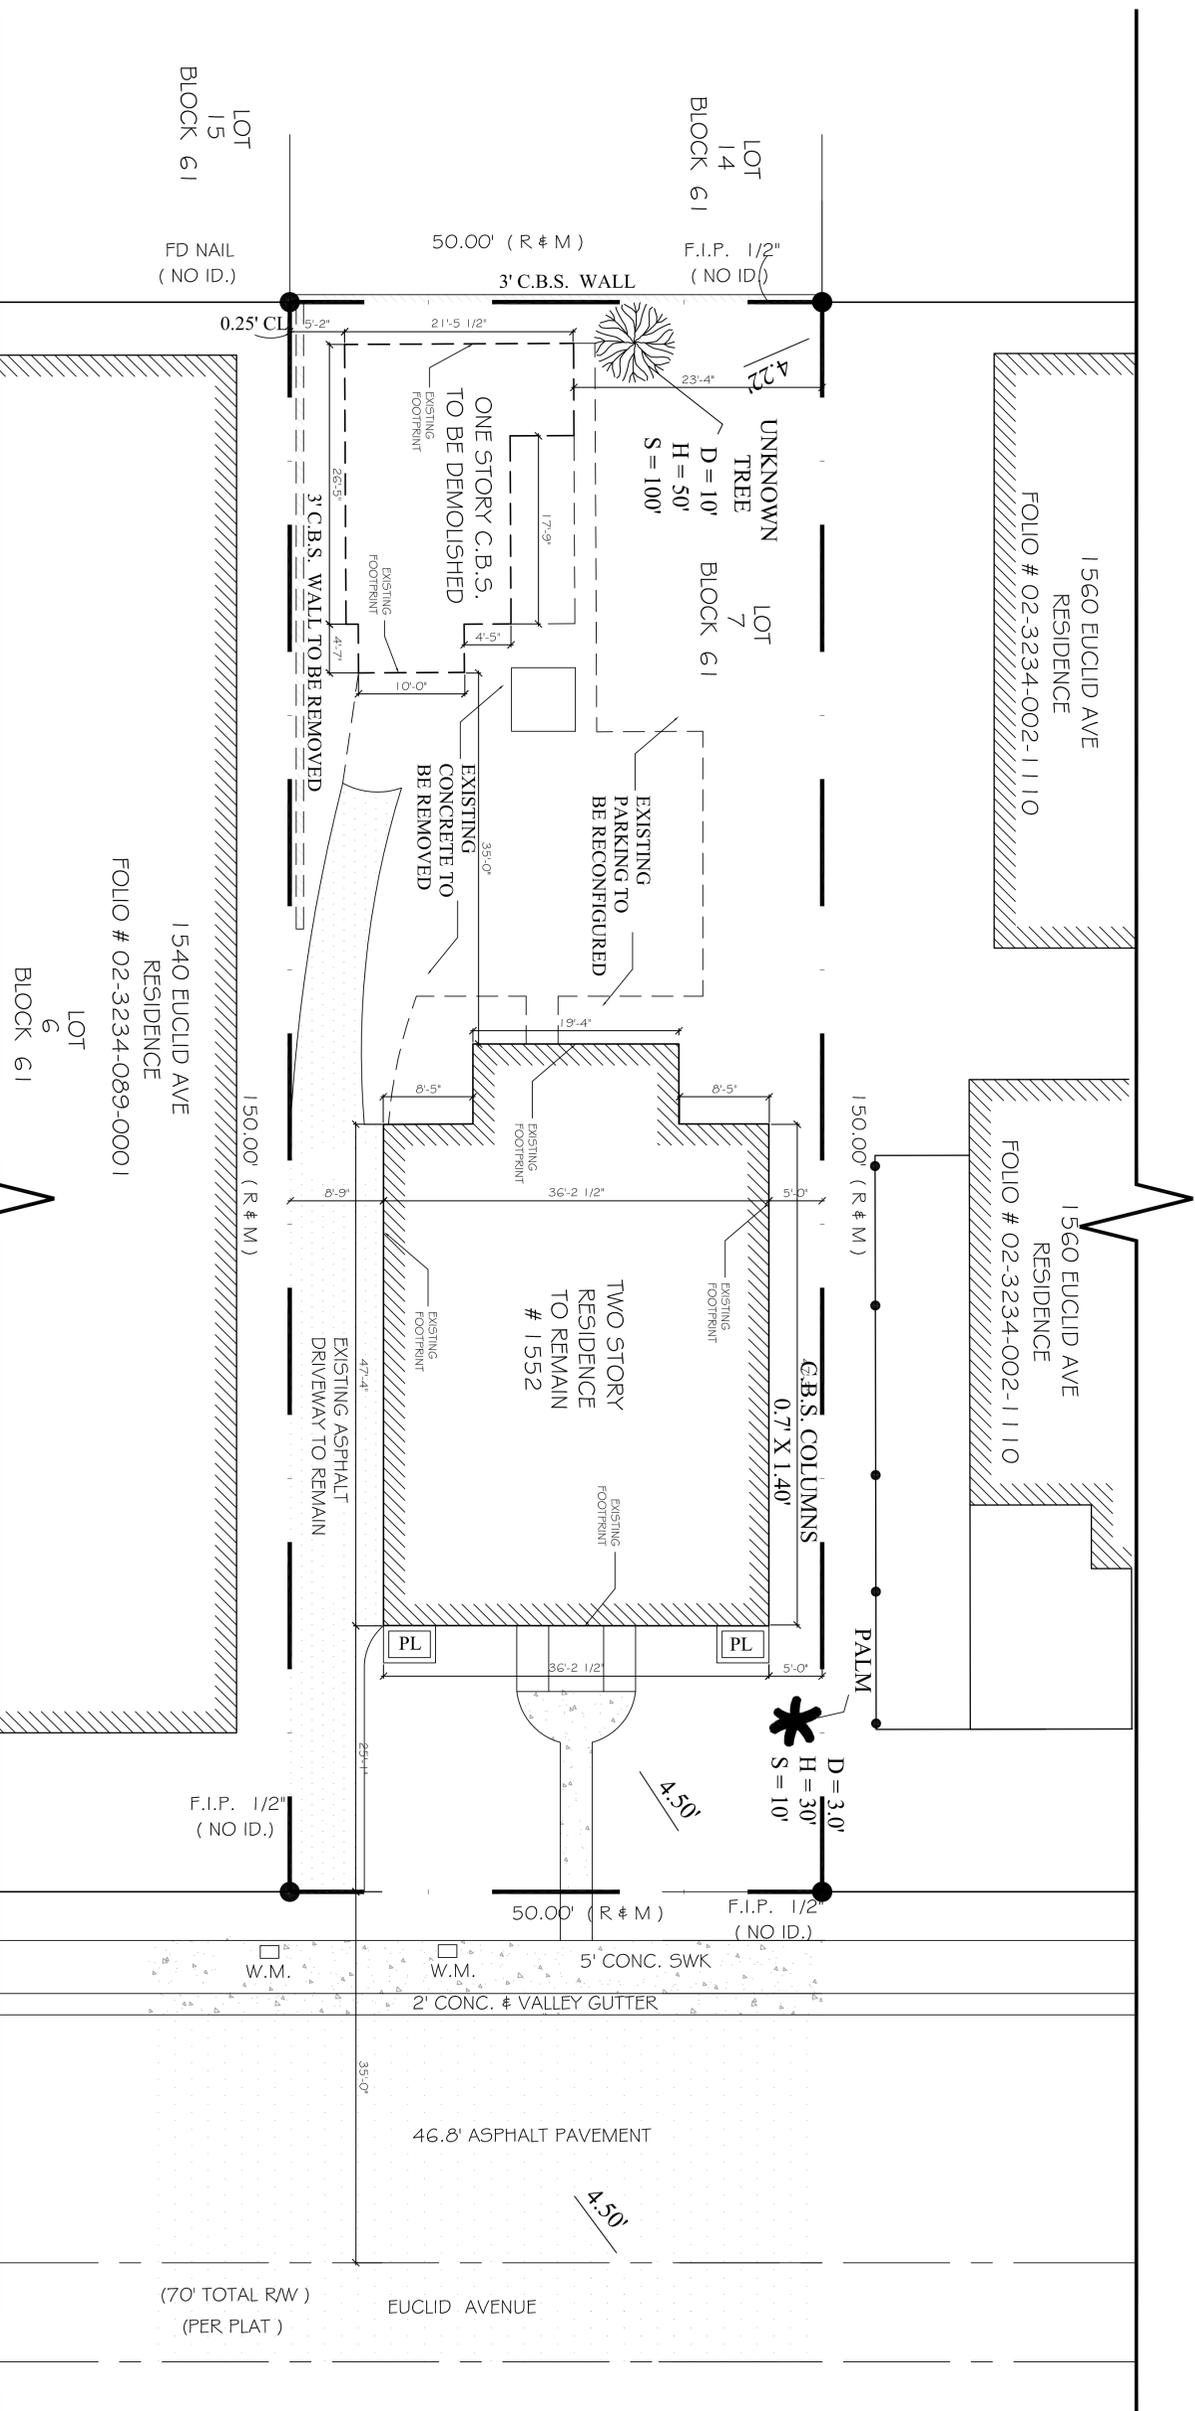 LOT
15
BLOCK 61
LOT
14
BLOCK 61
50.00' ( R & M )
FD NAIL
( NO ID.)
F.I.P. 1/2"
( NO ID.)
3' C.B.S. WALL
0.25' CL.
5'-2"
21'-5 1/2"
23'-4"
4.22'
EXISTING
FOOTPRINT
ONE STORY C.B.S.
TO BE DEMOLISHED
UNKNOWN
TREE
D = 10'
H = 50'
S = 100'
26'-5"
17'-9"
3' C.B.S. WALL TO BE REMOVED
EXISTING
FOOTPRINT
LOT
7
BLOCK 61
4'-7"
4'-5"
10'-0"
1560 EUCLID AVE
RESIDENCE
FOLIO # 02-3234-002-1110
EXISTING
CONCRETE TO
BE REMOVED
35'-0"
EXISTING
PARKING TO
BE RECONFIGURED
1540 EUCLID AVE
RESIDENCE
FOLIO # 02-3234-089-0001
LOT
6
BLOCK 61
19'-4"
8'-5"
8'-5"
EXISTING
FOOTPRINT
150.00' ( R & M )
150.00' ( R & M )
8'-9"
36'-2 1/2"
5'-0"
1560 EUCLID AVE
RESIDENCE
FOLIO # 02-3234-002-1110
EXISTING
FOOTPRINT
EXISTING
FOOTPRINT
TWO STORY
RESIDENCE
TO REMAIN
# 1552
EXISTING ASPHALT
DRIVEWAY TO REMAIN
47'-4"
C.B.S. COLUMNS
0.7' X 1.40'
EXISTING
FOOTPRINT
PL
PL
PALM
36'-2 1/2"
5'-0"
25'-1"
D = 3.0'
H = 30'
S = 10'
4.50'
F.I.P. 1/2"
( NO ID.)
50.00' ( R & M )
F.I.P. 1/2"
( NO ID.)
W.M.
W.M.
5' CONC. SWK
2' CONC. & VALLEY GUTTER
35'-0"
46.8' ASPHALT PAVEMENT
4.50'
(70' TOTAL R/W )
(PER PLAT )
EUCLID AVENUE